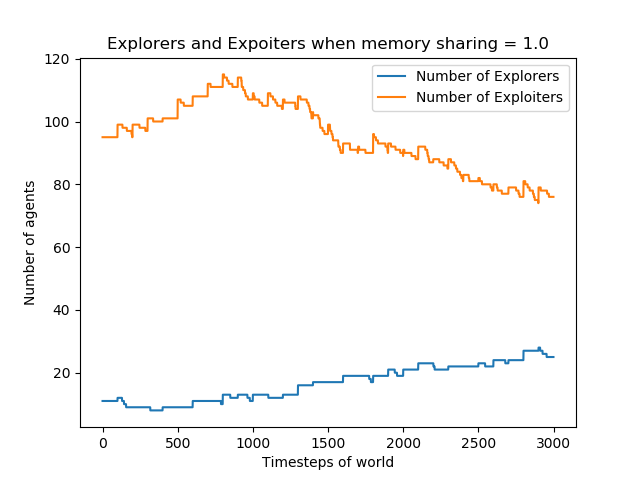 Explorers and Expoiters when memory sharing = 1.0
Number of Explorers
Number of Exploiters
120
100
80
60
40
20
Number of agents
0 500 1000 1500 2000 2500 3000
Timesteps of world